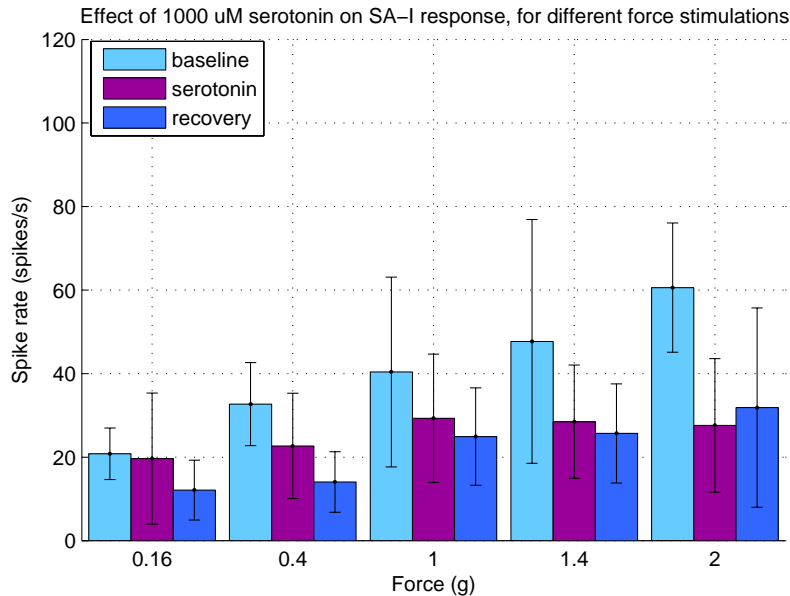 Effect of 1000 uM serotonin on SA−I response, for different force stimulations
120
100
80
60
40
20
0
Spike rate (spikes/s)
baseline
serotonin
recovery
0.16 0.4 1 1.4 2
Force (g)